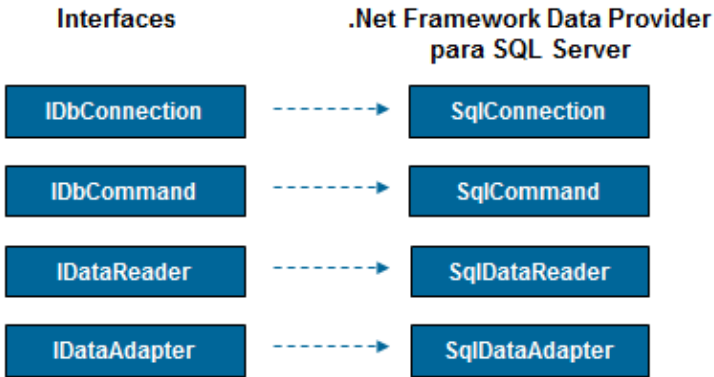 Interfaces
.Net Framework Data Provider
para SQL Server
IDbConnection
SqlConnection
IDbCommand
SqlCommand
IDataReader
SqlDataReader
IDataAdapter
SqlDataAdapter